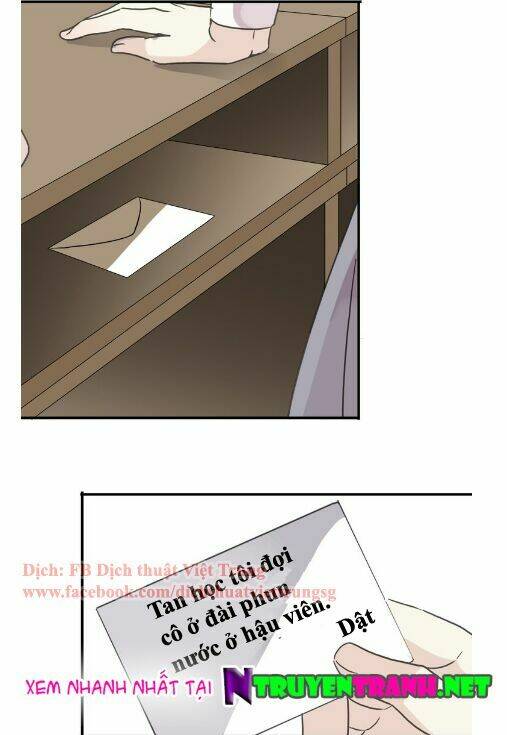 Dịch: FB Dịch thuật Việt Trung
www.facebook.com/dichthuatviettrungsg
Tan học tôi đợi
cô ở đài phun
nước ở hậu viên.
Dật
XEM NHANH NHẤT TẠI
NTRUYENTRANH.NET